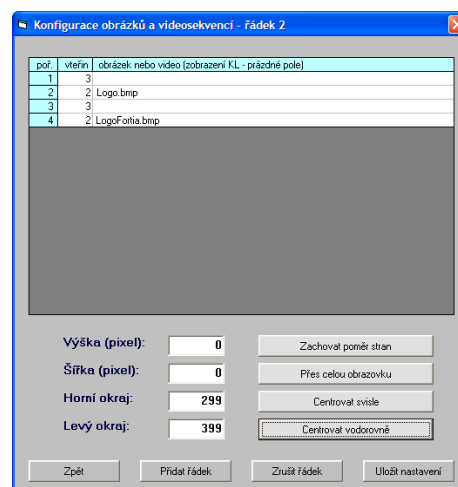 Konfigurace obrázků a videosekvencí - řádek 2
poř. vteřin obrázek nebo video (zobrazení KL - prázdné pole)
1 3
2 2 Logo.bmp
3 3
4 2 LogoFortia.bmp
Výška (pixel): 0 Zachovat poměr stran
Šířka (pixel): 0 Přes celou obrazovku
Horní okraj: 299 Centrovat svisle
Levý okraj: 399 Centrovat vodorovně
Zpět Přidat řádek Zrušit řádek Uložit nastavení